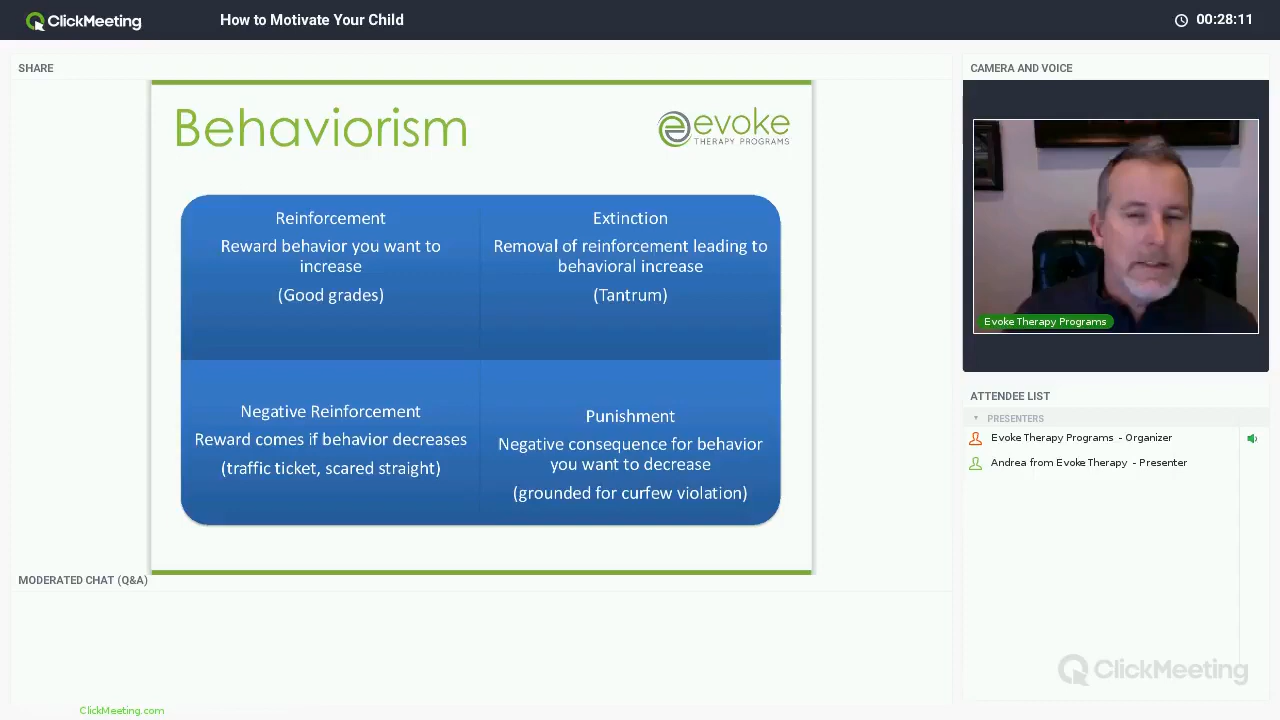 ClickMeeting
How to Motivate Your Child
00:28:11
SHARE
Behaviorism
evoke
THERAPY PROGRAMS
Reinforcement
Reward behavior you want to
increase
(Good grades)
Extinction
Removal of reinforcement leading to
behavioral increase
(Tantrum)
Negative Reinforcement
Reward comes if behavior decreases
(traffic ticket, scared straight)
Punishment
Negative consequence for behavior
you want to decrease
(grounded for curfew violation)
MODERATED CHAT (Q&A)
CAMERA AND VOICE
Evoke Therapy Programs
ATTENDEE LIST
PRESENTERS
Evoke Therapy Programs - Organizer
Andrea from Evoke Therapy - Presenter
ClickMeeting
ClickMeeting.com